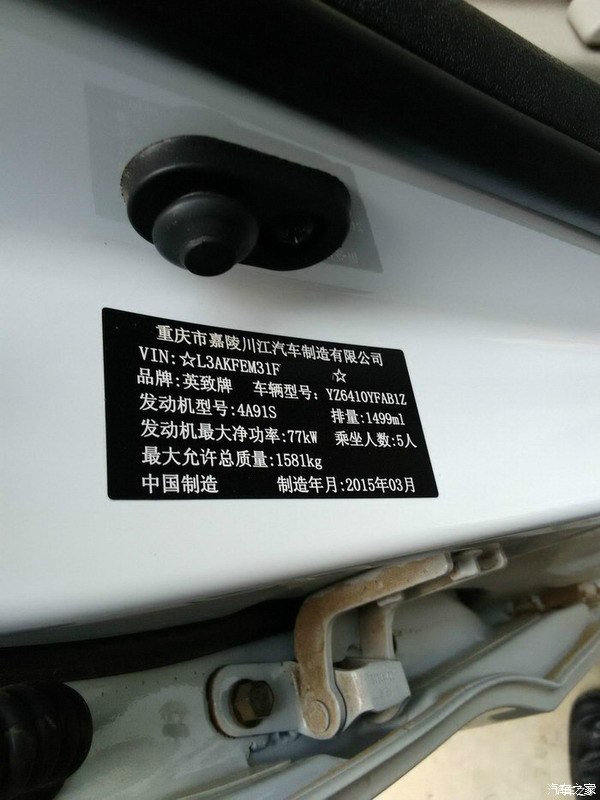 重庆市嘉陵川江汽车制造有限公司
VIN:☆L3AKFEM31F ☆
品牌:英致牌 车辆型号:YZ6410YFAB1Z
发动机型号:4A91S 排量:1499ml
发动机最大净功率:77kW 乘坐人数:5人
最大允许总质量:1581kg
中国制造 制造年月:2015年03月
汽车之家